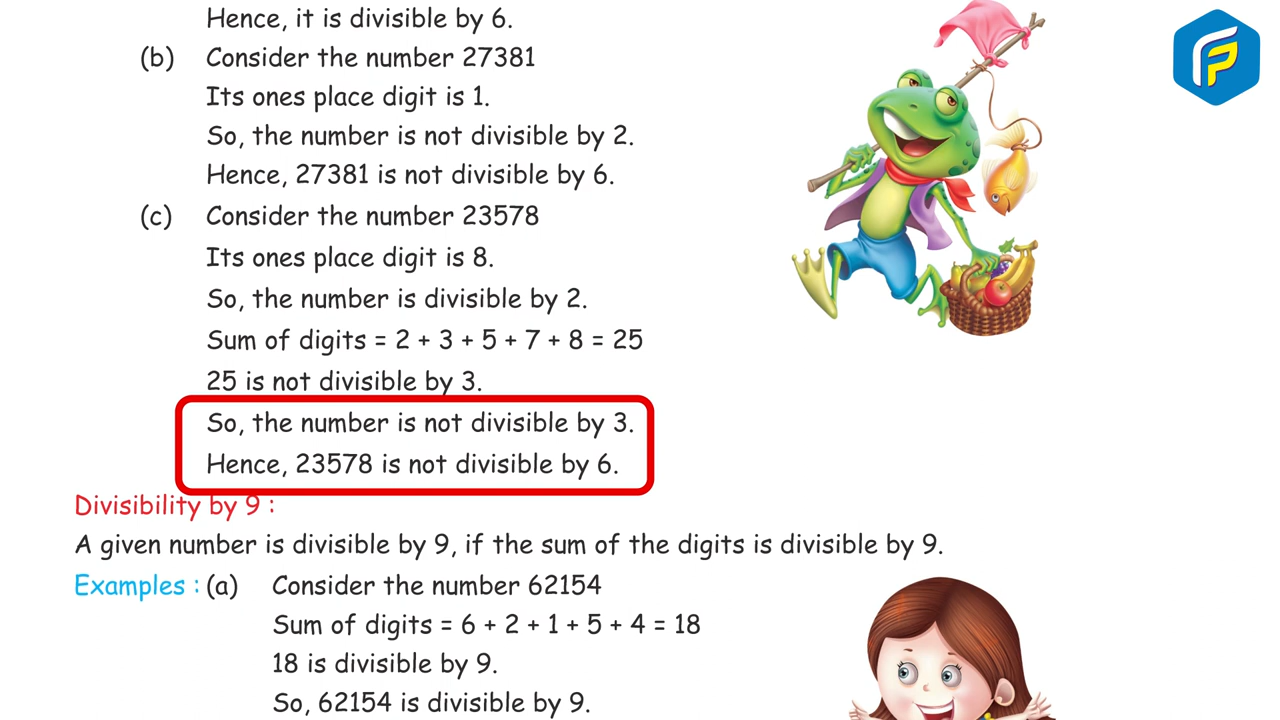 Hence, it is divisible by 6.
(b) Consider the number 27381
Its ones place digit is 1.
So, the number is not divisible by 2.
Hence, 27381 is not divisible by 6.
(c) Consider the number 23578
Its ones place digit is 8.
So, the number is divisible by 2.
Sum of digits = 2 + 3 + 5 + 7 + 8 = 25
25 is not divisible by 3.
So, the number is not divisible by 3.
Hence, 23578 is not divisible by 6.
Divisibility by 9 :
A given number is divisible by 9, if the sum of the digits is divisible by 9.
Examples : (a) Consider the number 62154
Sum of digits = 6 + 2 + 1 + 5 + 4 = 18
18 is divisible by 9.
So, 62154 is divisible by 9.